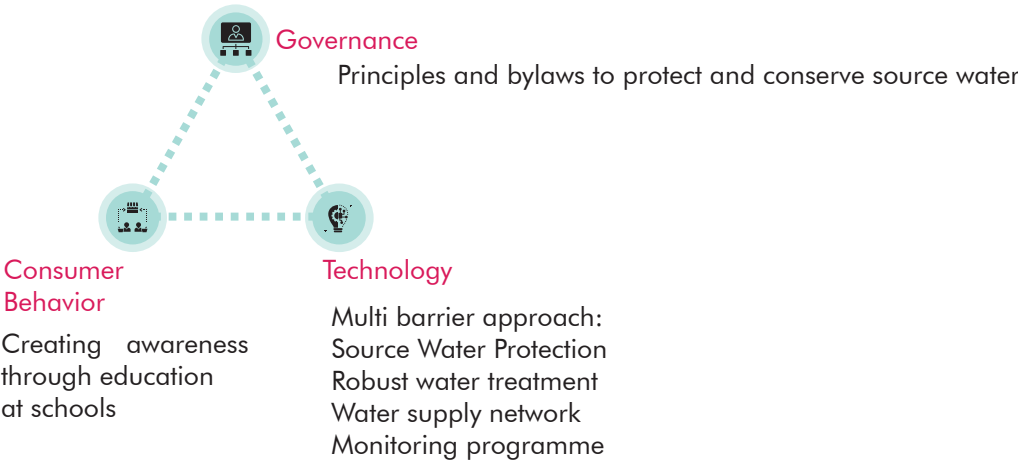 Governance
Principles and bylaws to protect and conserve source water
Consumer
Behavior
Creating awareness
through education
at schools
Technology
Multi barrier approach:
Source Water Protection
Robust water treatment
Water supply network
Monitoring programme